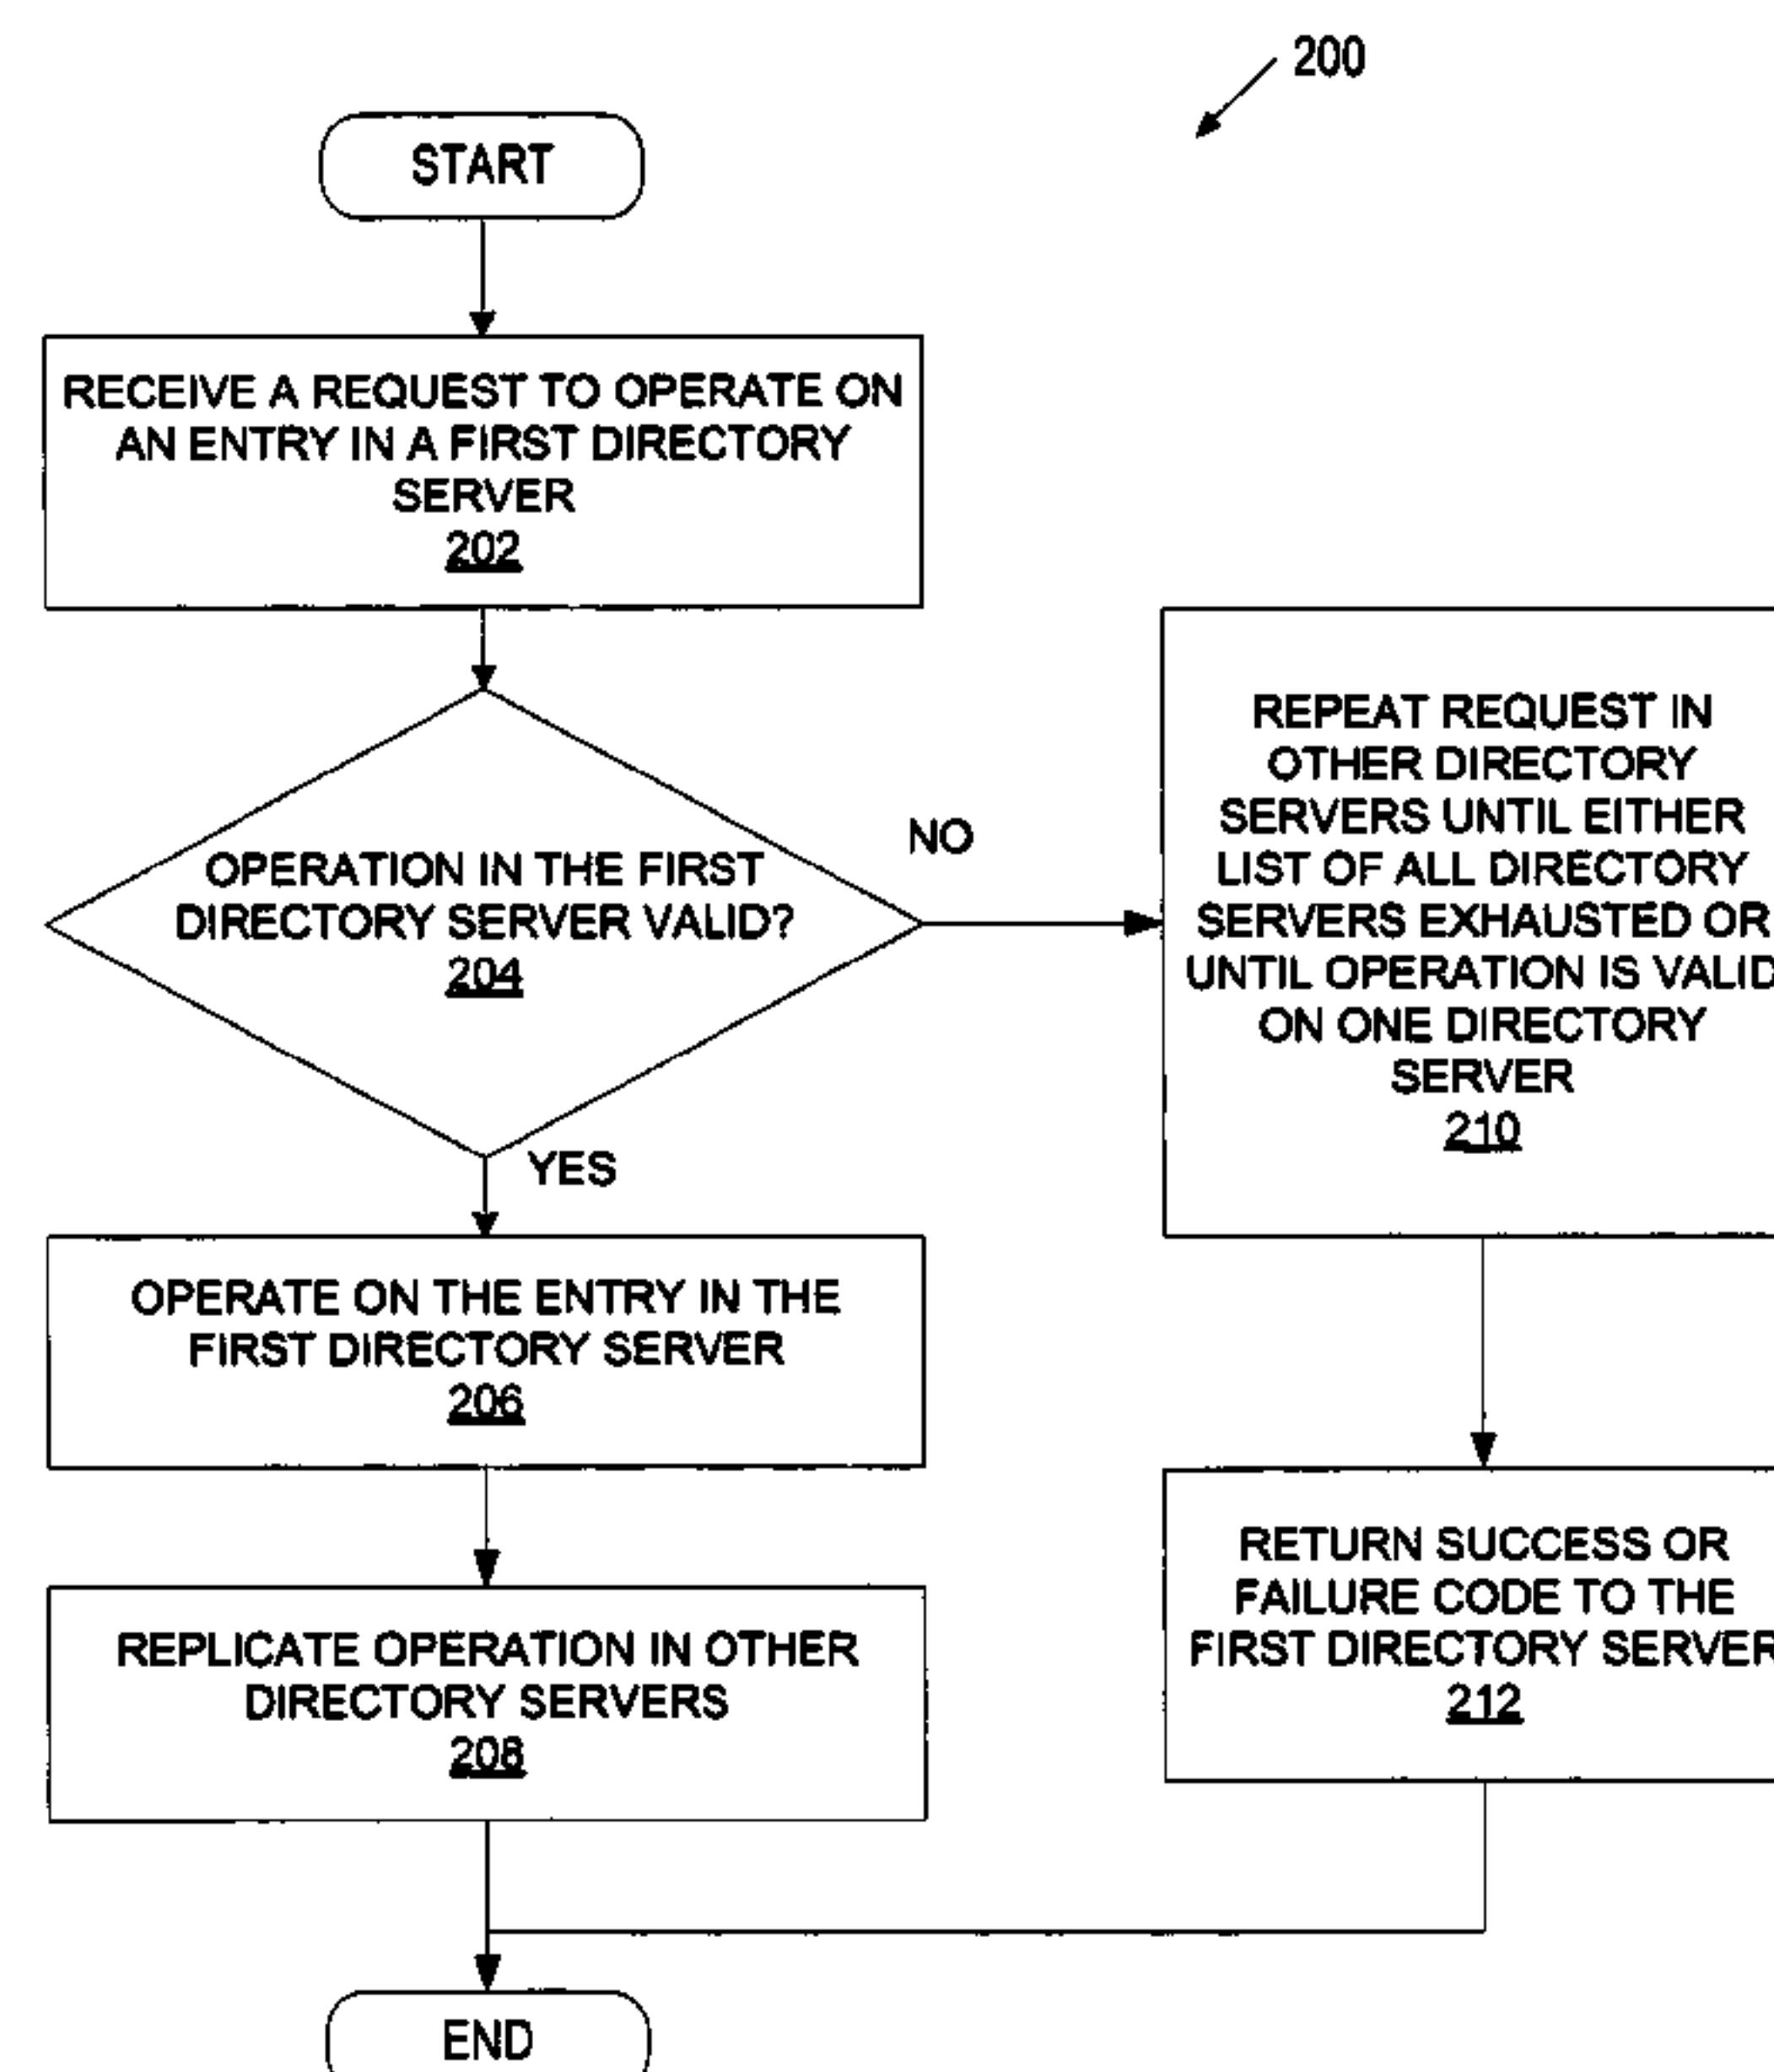 200
START
RECEIVE A REQUEST TO OPERATE ON
AN ENTRY IN A FIRST DIRECTORY
SERVER
202
OPERATION IN THE FIRST
DIRECTORY SERVER VALID?
204
NO
YES
REPEAT REQUEST IN
OTHER DIRECTORY
SERVERS UNTIL EITHER
LIST OF ALL DIRECTORY
SERVERS EXHAUSTED OR
UNTIL OPERATION IS VALID
ON ONE DIRECTORY
SERVER
210
OPERATE ON THE ENTRY IN THE
FIRST DIRECTORY SERVER
206
REPLICATE OPERATION IN OTHER
DIRECTORY SERVERS
208
RETURN SUCCESS OR
FAILURE CODE TO THE
FIRST DIRECTORY SERVER
212
END